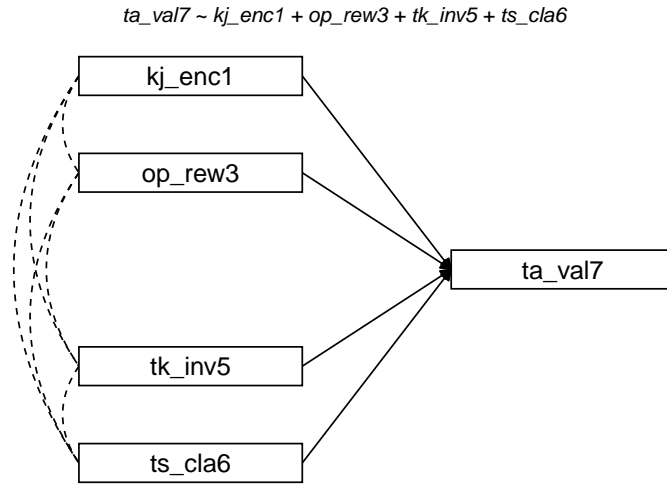 ta_val7 ~ kj_enc1 + op_rew3 + tk_inv5 + ts_cla6
kj_enc1
op_rew3
ta_val7
tk_inv5
ts_cla6